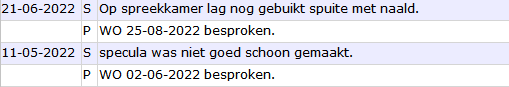 21-06-2022 S Op spreekkamer lag nog gebuikt spuite met naald.
P WO 25-08-2022 besproken.
11-05-2022 S specula was niet goed schoon gemaakt.
P WO 02-06-2022 besproken.